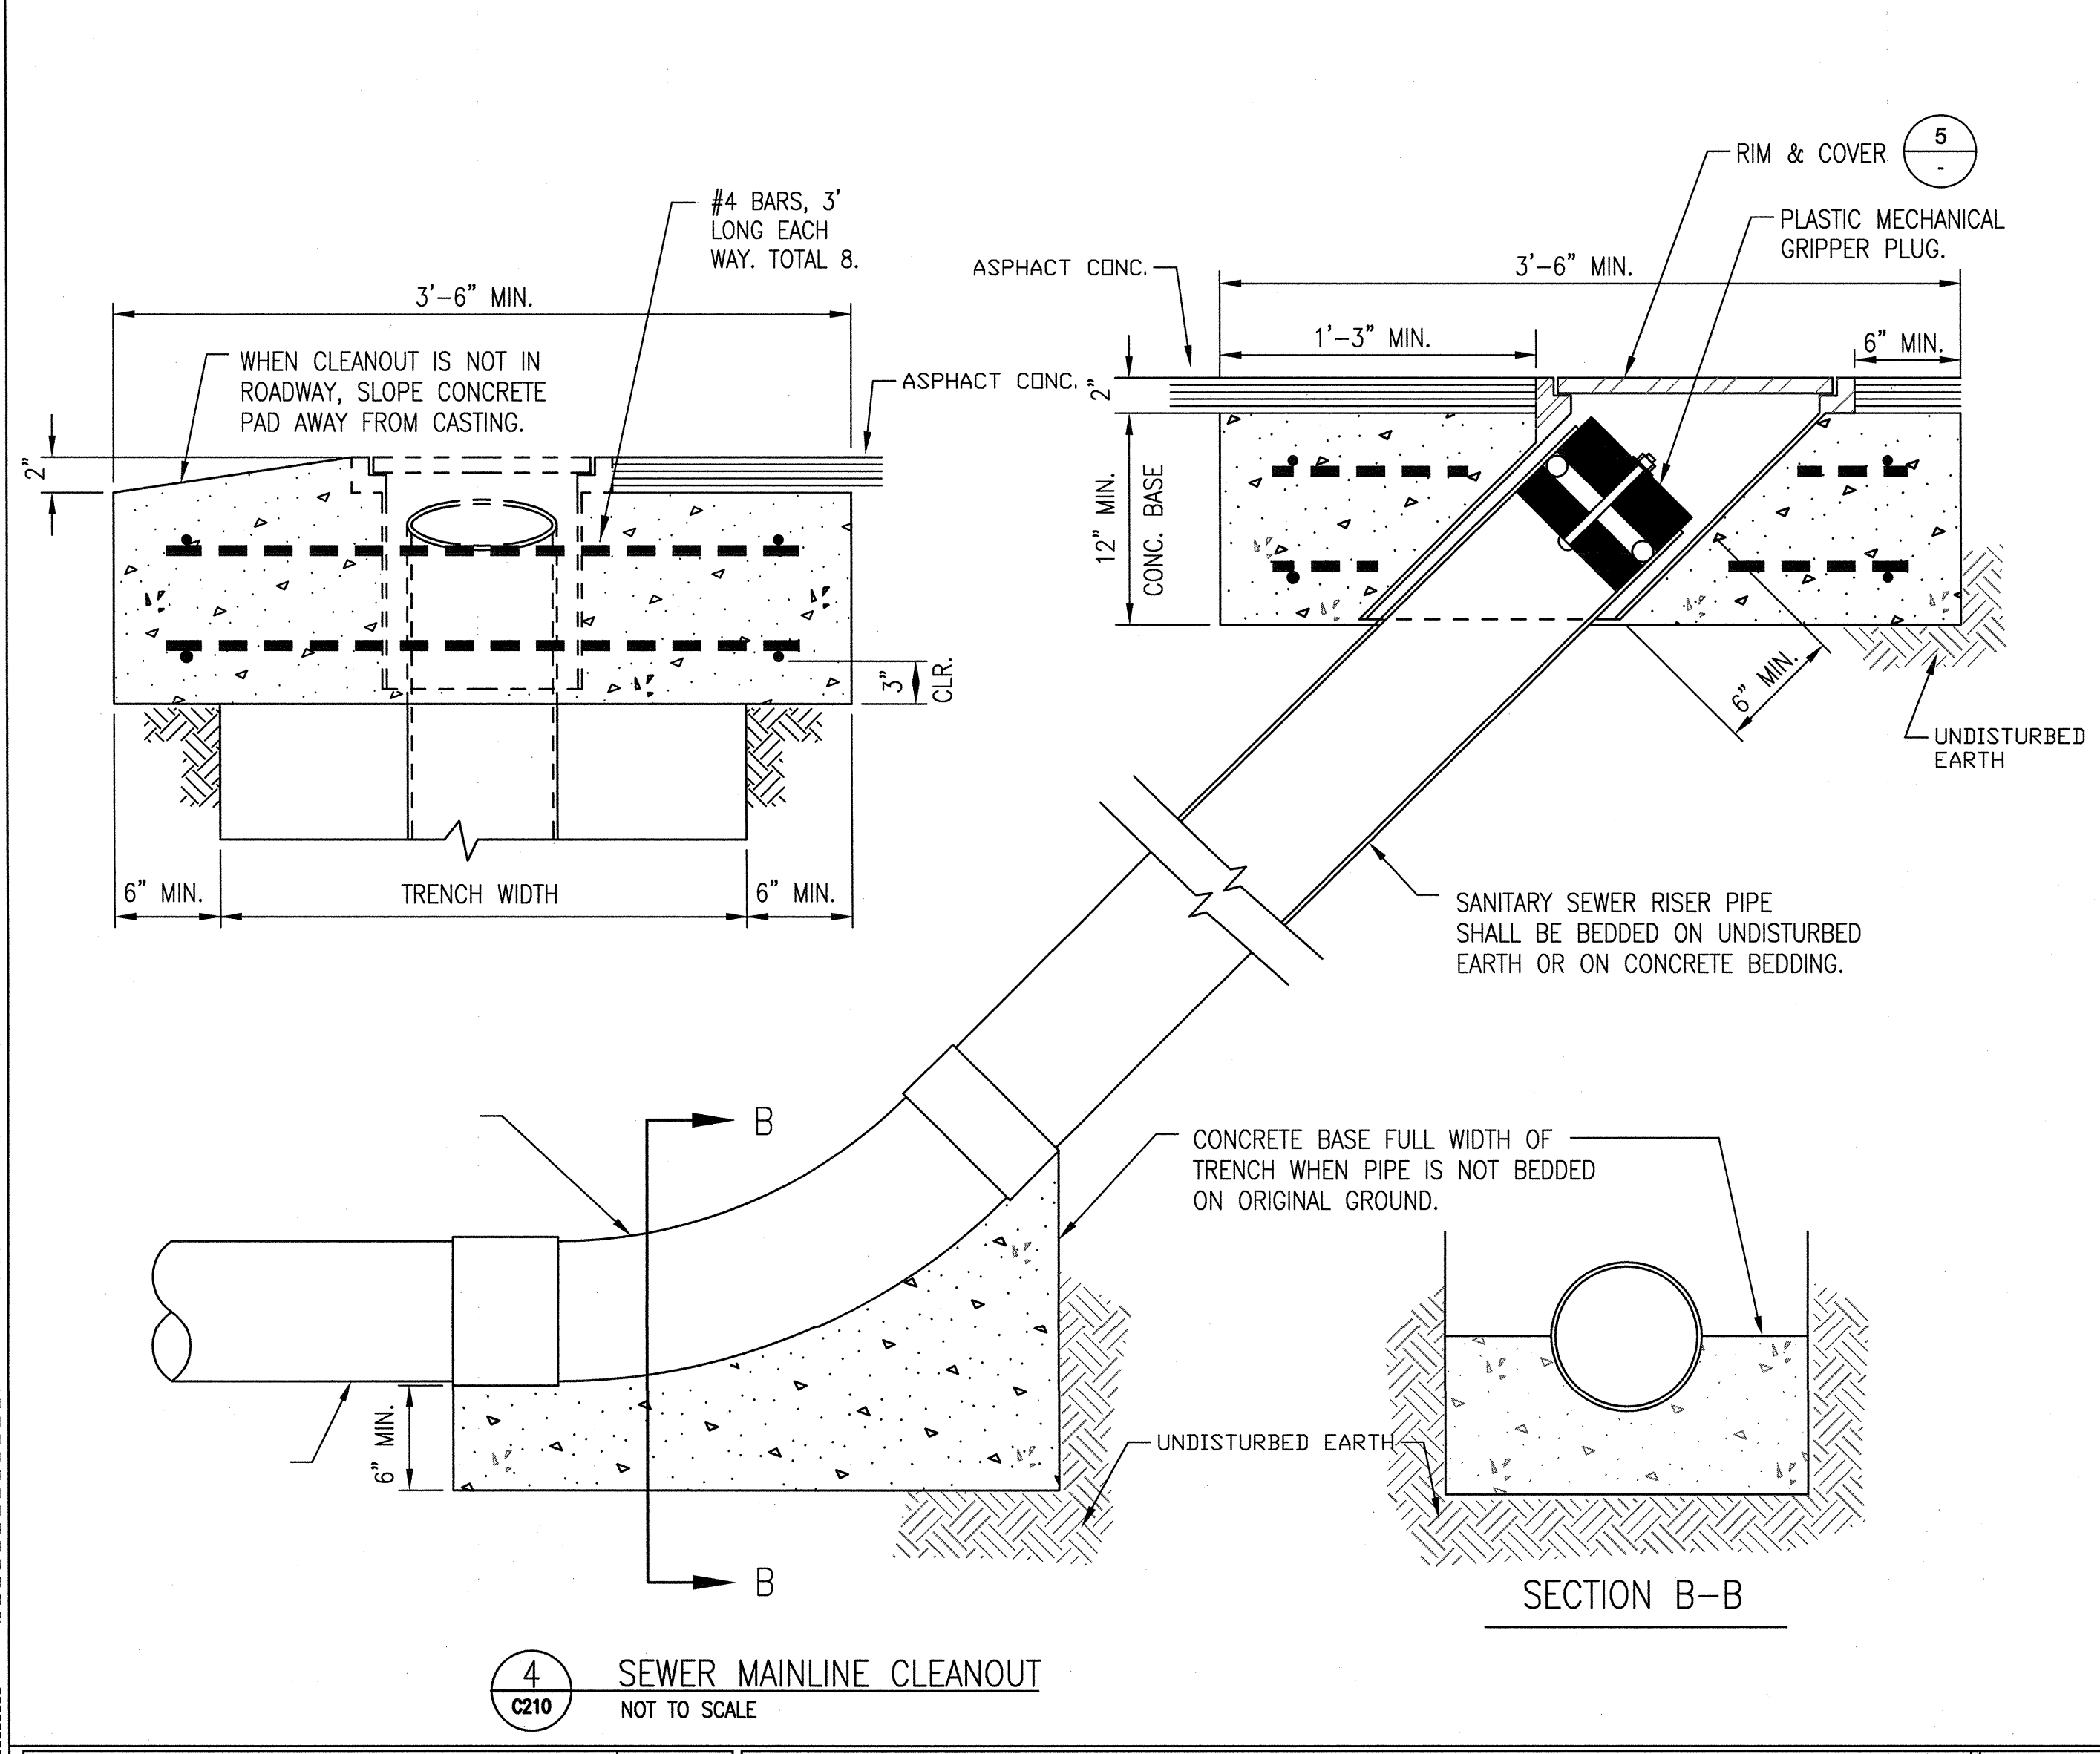 RIM & COVER
5
-
#4 BARS, 3'
LONG EACH
WAY. TOTAL 8.
PLASTIC MECHANICAL
GRIPPER PLUG.
ASPHACT CONC.
3'-6" MIN.
3'-6" MIN.
1'-3" MIN.
6" MIN.
WHEN CLEANOUT IS NOT IN
ROADWAY, SLOPE CONCRETE
PAD AWAY FROM CASTING.
ASPHACT CONC.
2"
2"
12" MIN.
CONC. BASE
3"
CLR.
6" MIN.
UNDISTURBED
EARTH
6" MIN.
TRENCH WIDTH
6" MIN.
SANITARY SEWER RISER PIPE
SHALL BE BEDDED ON UNDISTURBED
EARTH OR ON CONCRETE BEDDING.
B
CONCRETE BASE FULL WIDTH OF
TRENCH WHEN PIPE IS NOT BEDDED
ON ORIGINAL GROUND.
6" MIN.
UNDISTURBED EARTH
B
SECTION B-B
4
C210
SEWER MAINLINE CLEANOUT
NOT TO SCALE